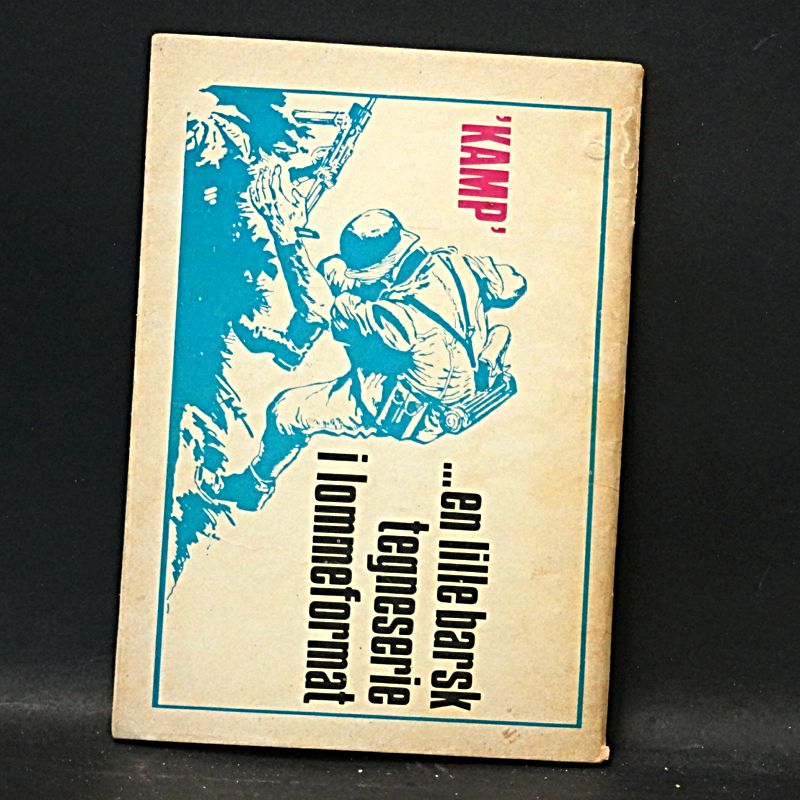 'KAMP'
...en lille barsk
tegneserie
i lommeformat